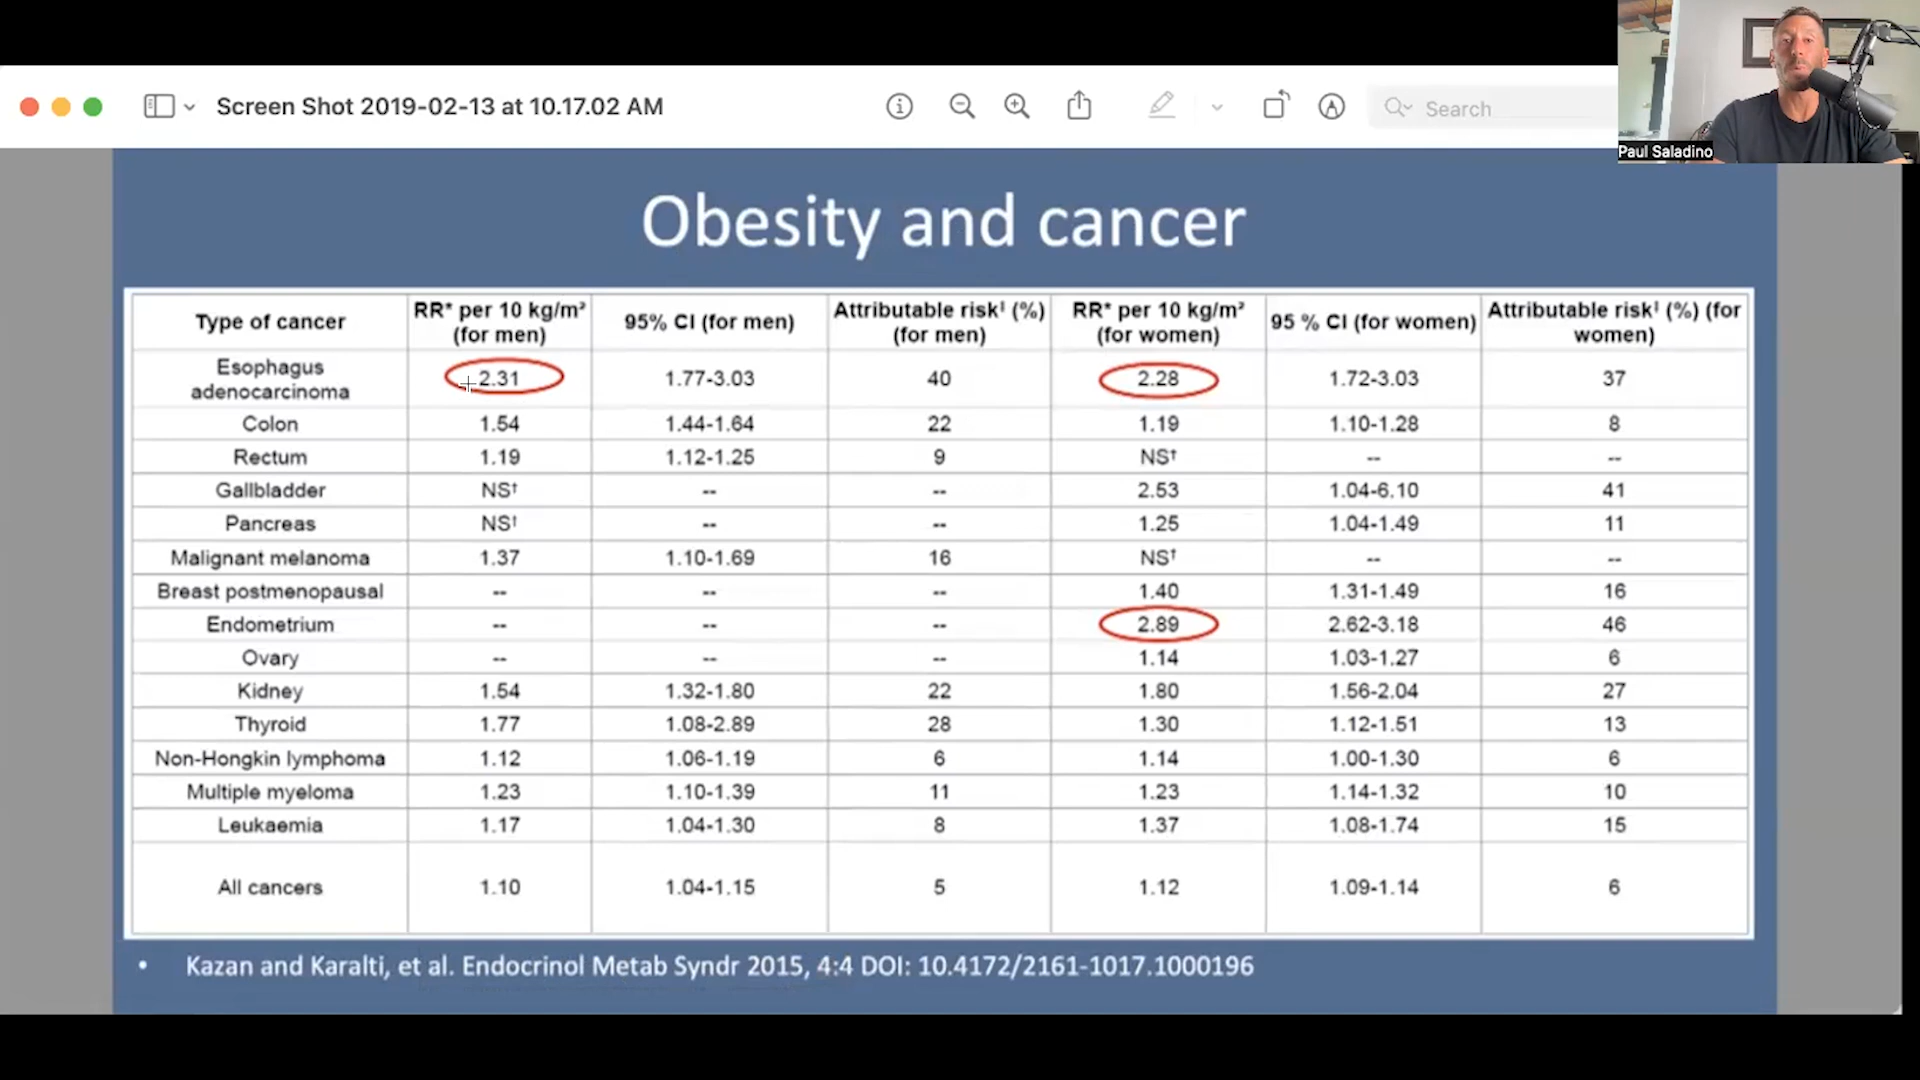 Screen Shot 2019-02-13 at 10.17.02 AM
Search
Paul Saladino
Obesity and cancer
Type of cancer | RR* per 10 kg/m² (for men) | 95% CI (for men) | Attributable risk‡ (%) (for men) | RR* per 10 kg/m² (for women) | 95 % CI (for women) | Attributable risk‡ (%) (for women)
Esophagus adenocarcinoma | 2.31 | 1.77-3.03 | 40 | 2.28 | 1.72-3.03 | 37
Colon | 1.54 | 1.44-1.64 | 22 | 1.19 | 1.10-1.28 | 8
Rectum | 1.19 | 1.12-1.25 | 9 | NS† | -- | --
Gallbladder | NS† | -- | -- | 2.53 | 1.04-6.10 | 41
Pancreas | NS† | -- | -- | 1.25 | 1.04-1.49 | 11
Malignant melanoma | 1.37 | 1.10-1.69 | 16 | NS† | -- | --
Breast postmenopausal | -- | -- | -- | 1.40 | 1.31-1.49 | 16
Endometrium | -- | -- | -- | 2.89 | 2.62-3.18 | 46
Ovary | -- | -- | -- | 1.14 | 1.03-1.27 | 6
Kidney | 1.54 | 1.32-1.80 | 22 | 1.80 | 1.56-2.04 | 27
Thyroid | 1.77 | 1.08-2.89 | 28 | 1.30 | 1.12-1.51 | 13
Non-Hongkin lymphoma | 1.12 | 1.06-1.19 | 6 | 1.14 | 1.00-1.30 | 6
Multiple myeloma | 1.23 | 1.10-1.39 | 11 | 1.23 | 1.14-1.32 | 10
Leukaemia | 1.17 | 1.04-1.30 | 8 | 1.37 | 1.08-1.74 | 15
All cancers | 1.10 | 1.04-1.15 | 5 | 1.12 | 1.09-1.14 | 6
• Kazan and Karalti, et al. Endocrinol Metab Syndr 2015, 4:4 DOI: 10.4172/2161-1017.1000196